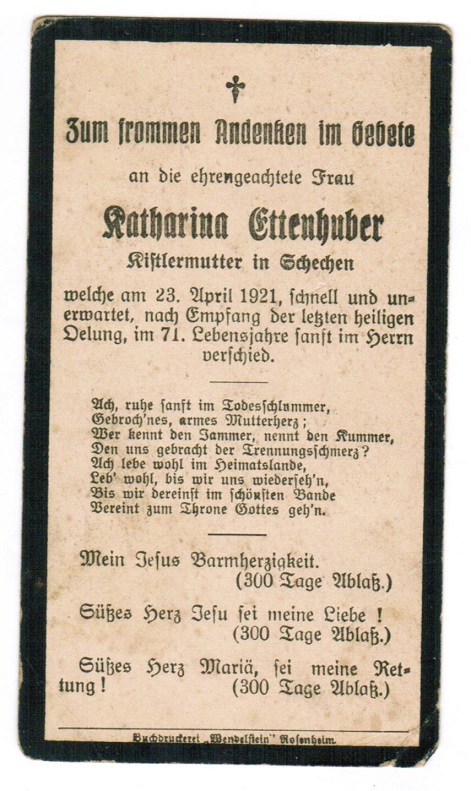 Zum frommen Andenken im Gebete
an die ehrengeachtete Frau
Katharina Ettenhuber
Kistlermutter in Schechen
welche am 23. April 1921, schnell und un-
erwartet, nach Empfang der letzten heiligen
Oelung, im 71. Lebensjahre sanft im Herrn
verschied.
Ach, ruhe sanft im Todesschlummer,
Gebroch'nes, armes Mutterherz;
Wer kennt den Jammer, nennt den Kummer,
Den uns gebracht der Trennungsschmerz?
Ach lebe wohl im Heimatslande,
Leb' wohl, bis wir uns wiederseh'n,
Bis wir dereinst im schönsten Bande
Vereint zum Throne Gottes geh'n.
Mein Jesus Barmherzigkeit.
(300 Tage Ablaß.)
Süßes Herz Jesu sei meine Liebe!
(300 Tage Ablaß.)
Süßes Herz Mariä, sei meine Ret-
tung! (300 Tage Ablaß.)
Buchdruckerei „Wendelstein" Rosenheim.